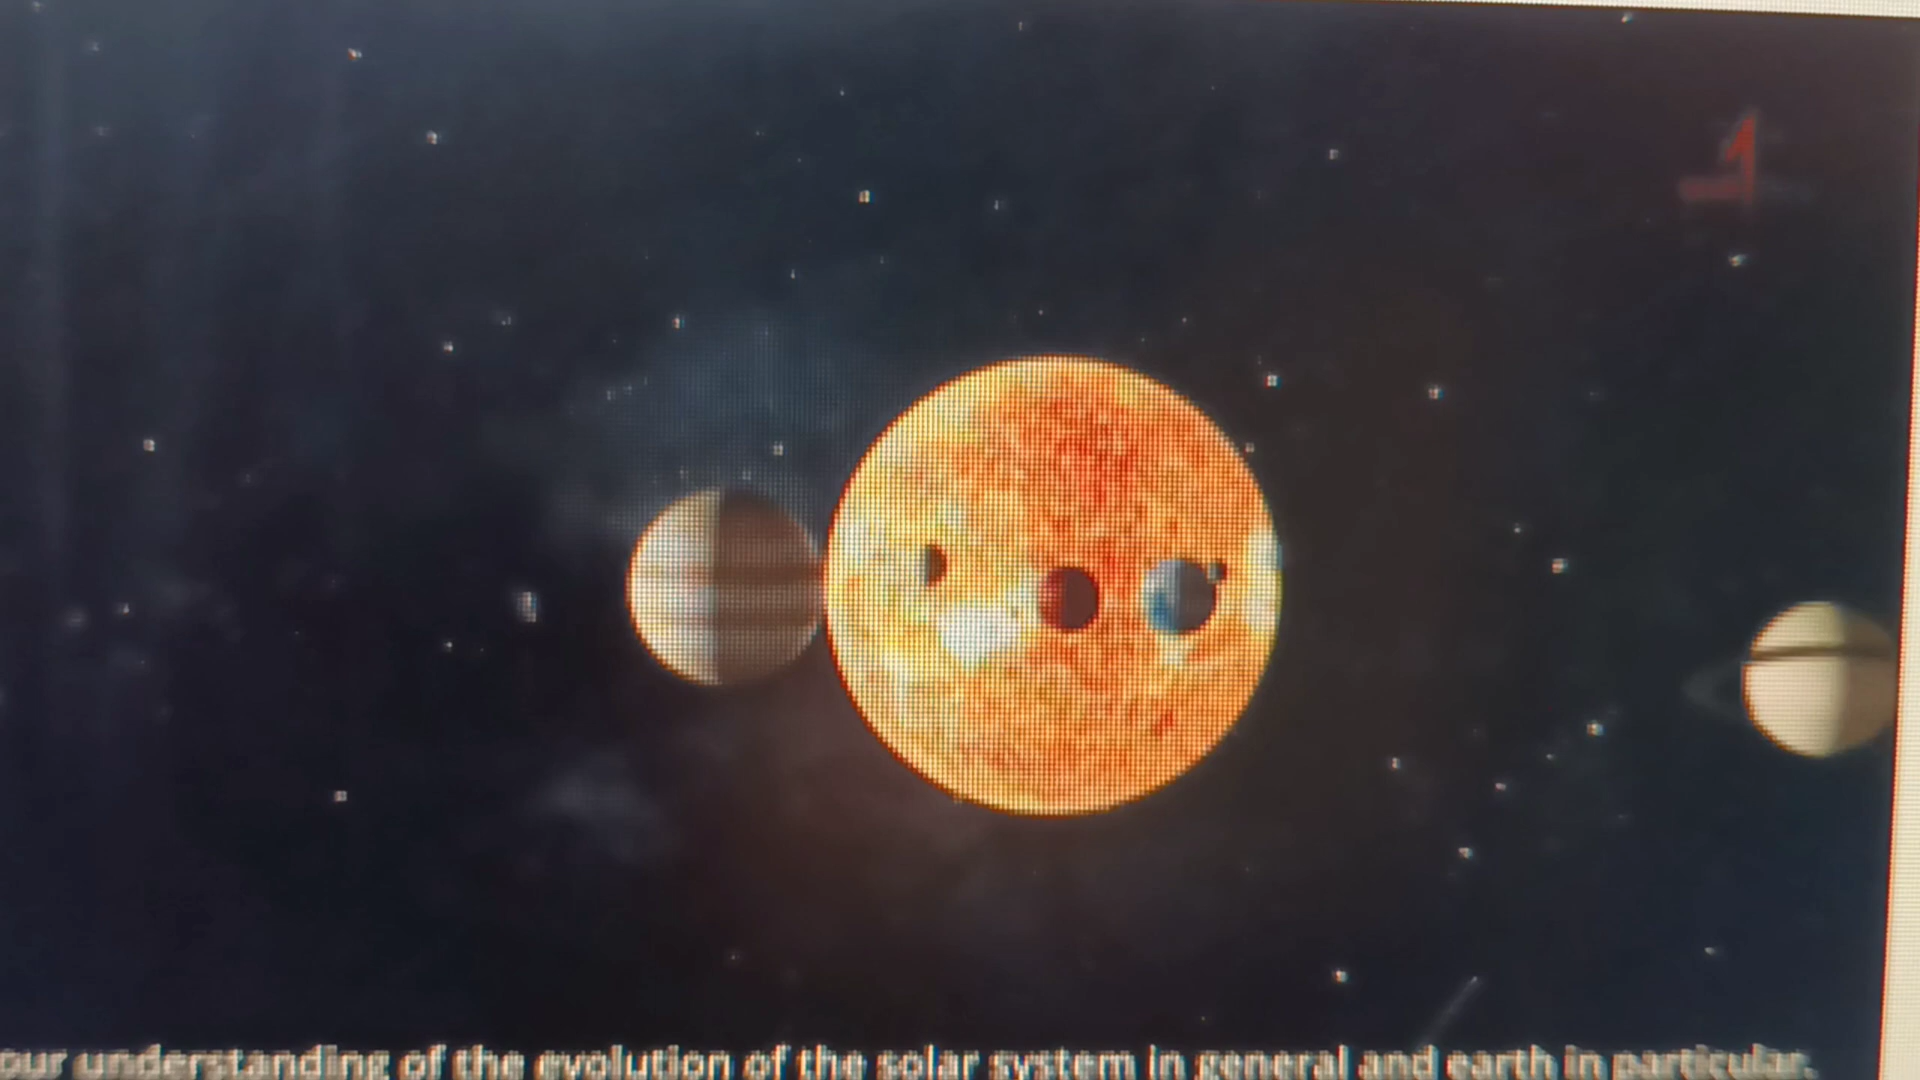 our understanding of the evolution of the solar system in general and earth in particular.